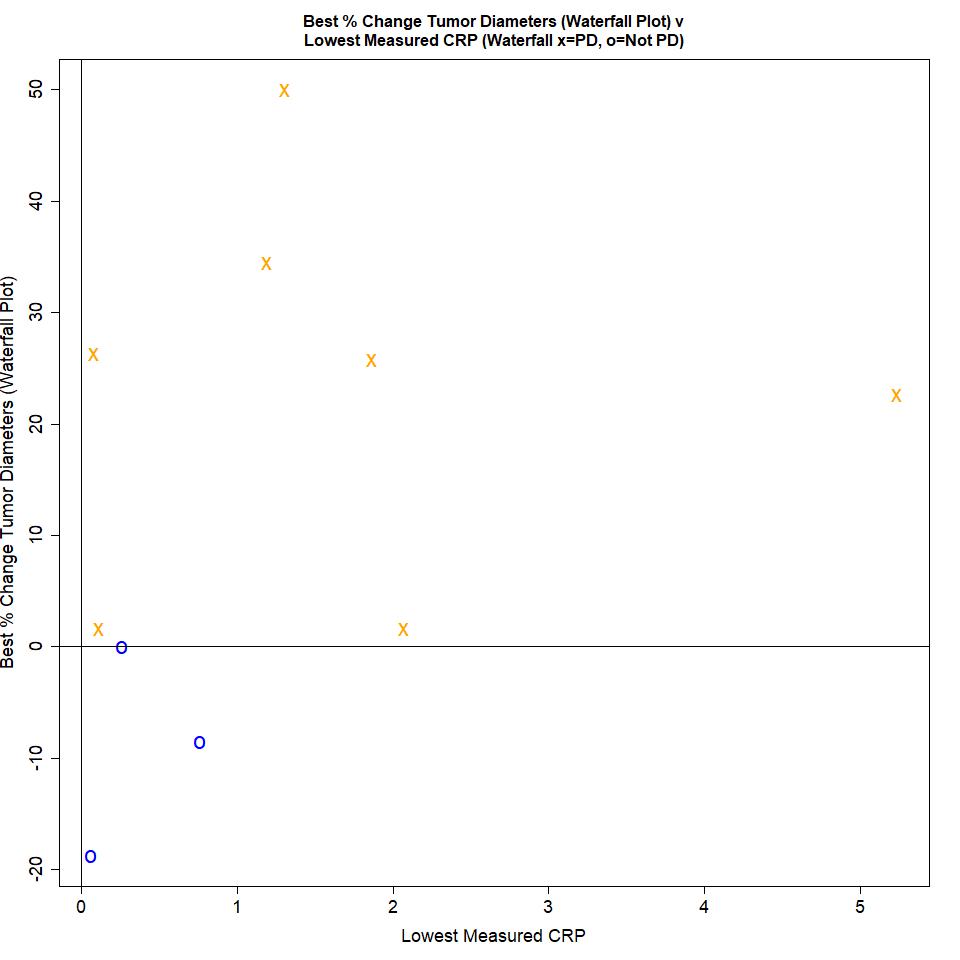 Best % Change Tumor Diameters (Waterfall Plot) v
Lowest Measured CRP (Waterfall x=PD, o=Not PD)
Best % Change Tumor Diameters (Waterfall Plot)
50
40
30
20
10
0
-10
-20
X
X
X
X
X
X
X
O
O
O
0 1 2 3 4 5
Lowest Measured CRP